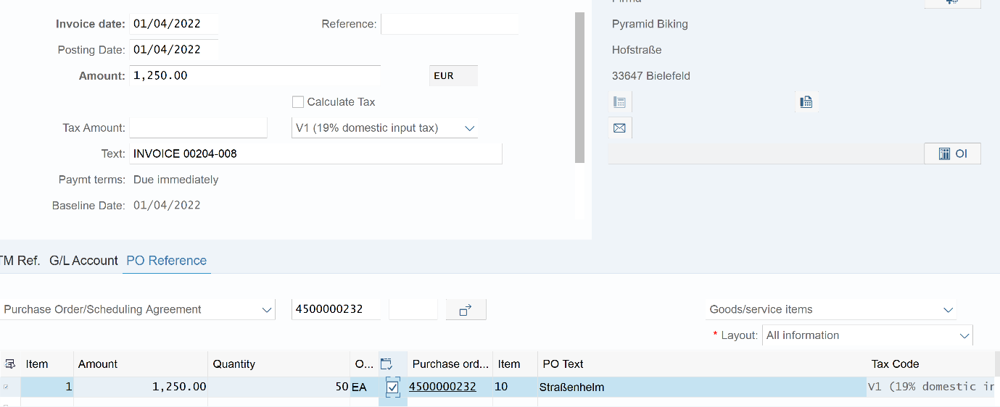 Firma
Invoice date: 01/04/2022 Reference:
Pyramid Biking
Posting Date: 01/04/2022
Hofstraße
Amount: 1,250.00 EUR
33647 Bielefeld
Calculate Tax
Tax Amount: V1 (19% domestic input tax)
Text: INVOICE 00204-008
OI
Paymt terms: Due immediately
Baseline Date: 01/04/2022
TM Ref. G/L Account PO Reference
Purchase Order/Scheduling Agreement 4500000232 Goods/service items
* Layout: All information
Item Amount Quantity O... Purchase ord... Item PO Text Tax Code
1 1,250.00 50 EA 4500000232 10 Straßenhelm V1 (19% domestic in